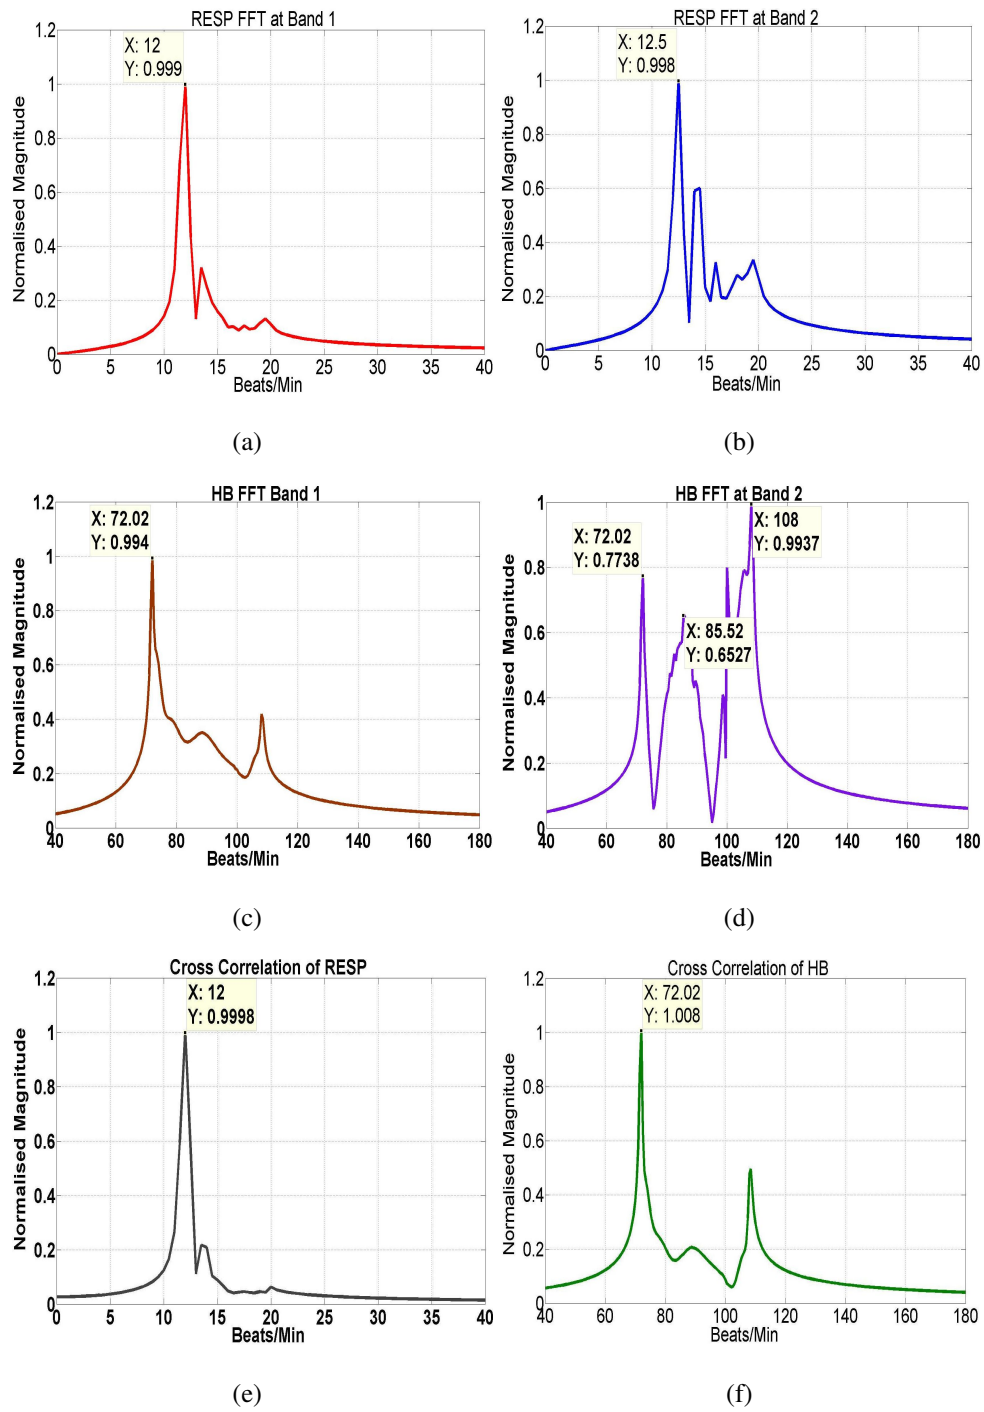 RESP FFT at Band 1
1.2
X: 12
Y: 0.999
1
0.8
0.6
0.4
0.2
0
Normalised Magnitude
0 5 10 15 20 25 30 35 40
Beats/Min
(a)
RESP FFT at Band 2
1.2
X: 12.5
Y: 0.998
1
0.8
0.6
0.4
0.2
0
Normalised Magnitude
0 5 10 15 20 25 30 35 40
Beats/Min
(b)
HB FFT Band 1
1.2
X: 72.02
Y: 0.994
1
0.8
0.6
0.4
0.2
0
Normalised Magnitude
40 60 80 100 120 140 160 180
Beats/Min
(c)
HB FFT at Band 2
1
X: 108
Y: 0.9937
X: 72.02
Y: 0.7738
X: 85.52
Y: 0.6527
0.8
0.6
0.4
0.2
0
Normalised Magnitude
40 60 80 100 120 140 160 180
Beats/Min
(d)
Cross Correlation of RESP
1.2
X: 12
Y: 0.9998
1
0.8
0.6
0.4
0.2
0
Normalised Magnitude
0 5 10 15 20 25 30 35 40
Beats/Min
(e)
Cross Correlation of HB
1.2
X: 72.02
Y: 1.008
1
0.8
0.6
0.4
0.2
0
Normalised Magnitude
40 60 80 100 120 140 160 180
Beats/Min
(f)